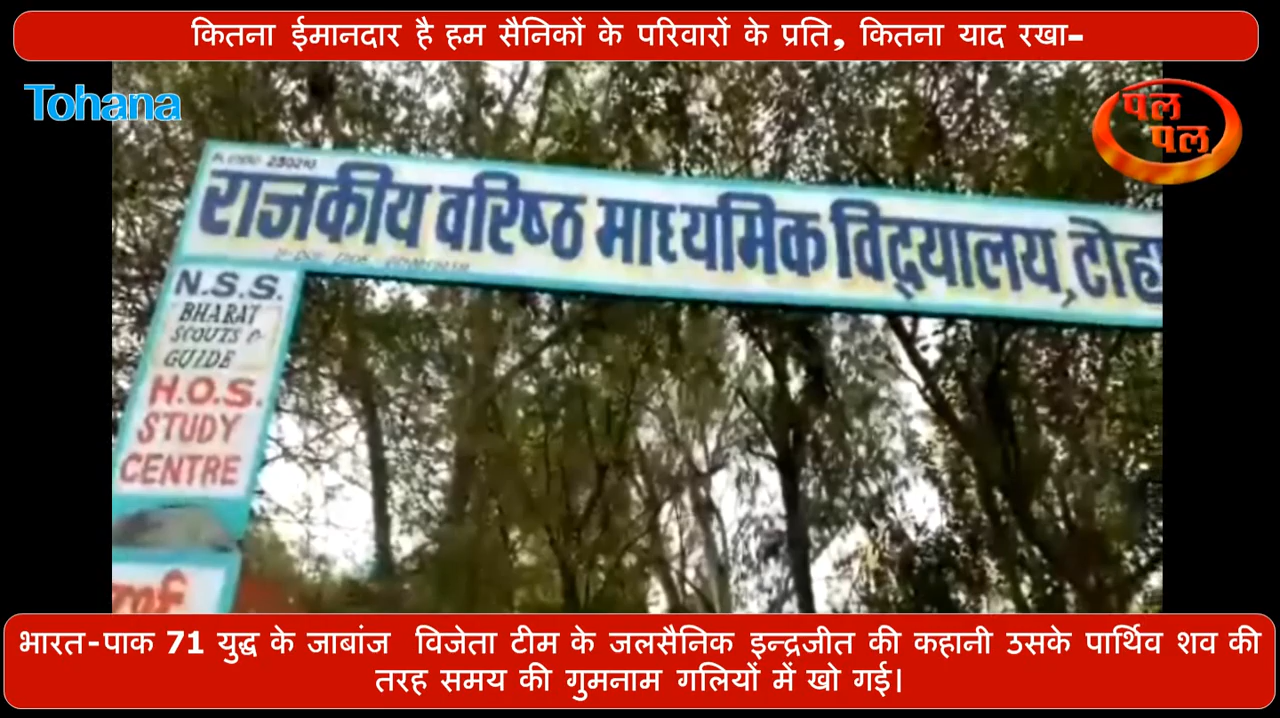 कितना ईमानदार है हम सैनिकों के परिवारों के प्रति, कितना याद रखा-
Tohana
पल
पल
राजकीय वरिष्ठ माध्यमिक विद्यालय, टोहा
N.S.S.
BHARAT
SCOUTS &
GUIDE
H.O.S.
STUDY
CENTRE
भारत-पाक 71 युद्ध के जाबांज विजेता टीम के जलसैनिक इन्द्रजीत की कहानी उसके पार्थिव शव की
तरह समय की गुमनाम गलियों में खो गई।